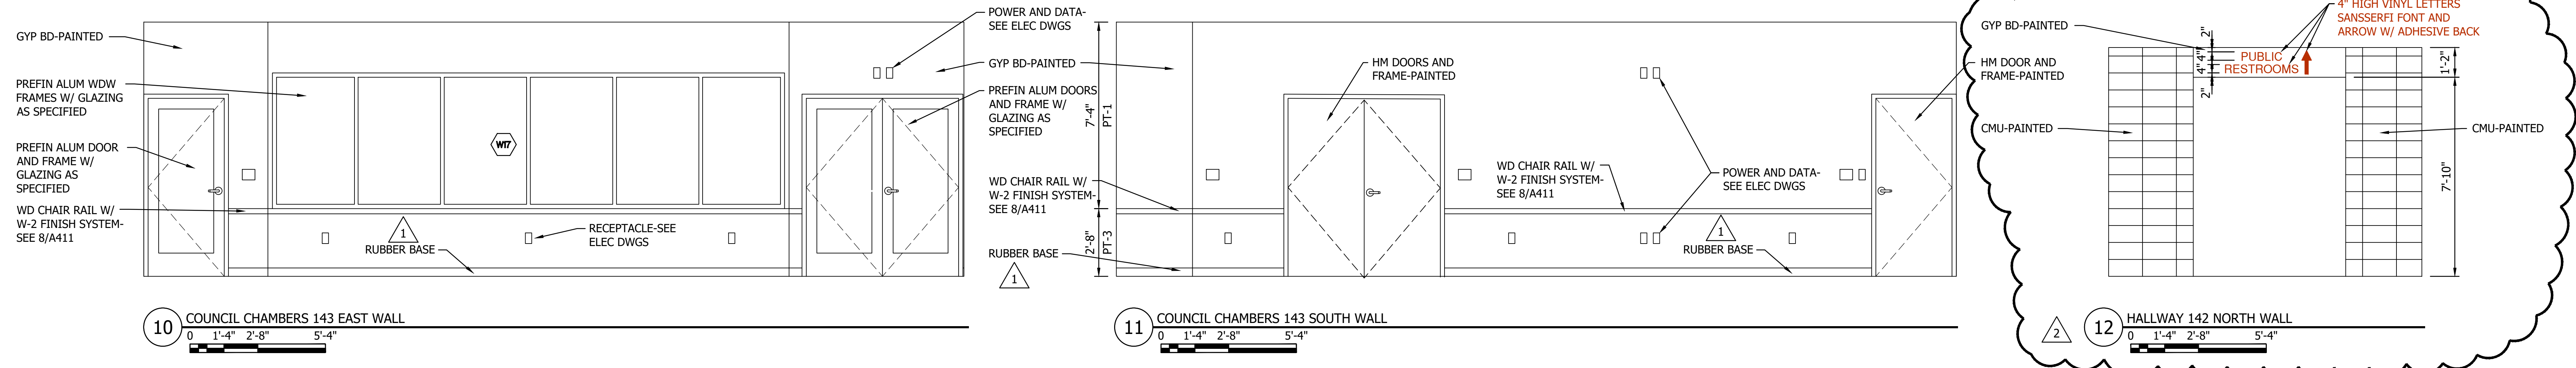 GYP BD-PAINTED
PREFIN ALUM WDW
FRAMES W/ GLAZING
AS SPECIFIED
PREFIN ALUM DOOR
AND FRAME W/
GLAZING AS
SPECIFIED
WD CHAIR RAIL W/
W-2 FINISH SYSTEM-
SEE 8/A411
W17
1
RUBBER BASE
RECEPTACLE-SEE
ELEC DWGS
POWER AND DATA-
SEE ELEC DWGS
GYP BD-PAINTED
PREFIN ALUM DOORS
AND FRAME W/
GLAZING AS
SPECIFIED
WD CHAIR RAIL W/
W-2 FINISH SYSTEM-
SEE 8/A411
RUBBER BASE
1
7'-4"
PT-1
2'-8"
PT-3
10
COUNCIL CHAMBERS 143 EAST WALL
0 1'-4" 2'-8" 5'-4"
HM DOORS AND
FRAME-PAINTED
WD CHAIR RAIL W/
W-2 FINISH SYSTEM-
SEE 8/A411
POWER AND DATA-
SEE ELEC DWGS
1
RUBBER BASE
HM DOOR AND
FRAME-PAINTED
11
COUNCIL CHAMBERS 143 SOUTH WALL
0 1'-4" 2'-8" 5'-4"
4" HIGH VINYL LETTERS
SANSSERFI FONT AND
ARROW W/ ADHESIVE BACK
GYP BD-PAINTED
2"
4"
4"
2"
PUBLIC
RESTROOMS
1'-2"
7'-10"
CMU-PAINTED
CMU-PAINTED
2
12
HALLWAY 142 NORTH WALL
0 1'-4" 2'-8" 5'-4"